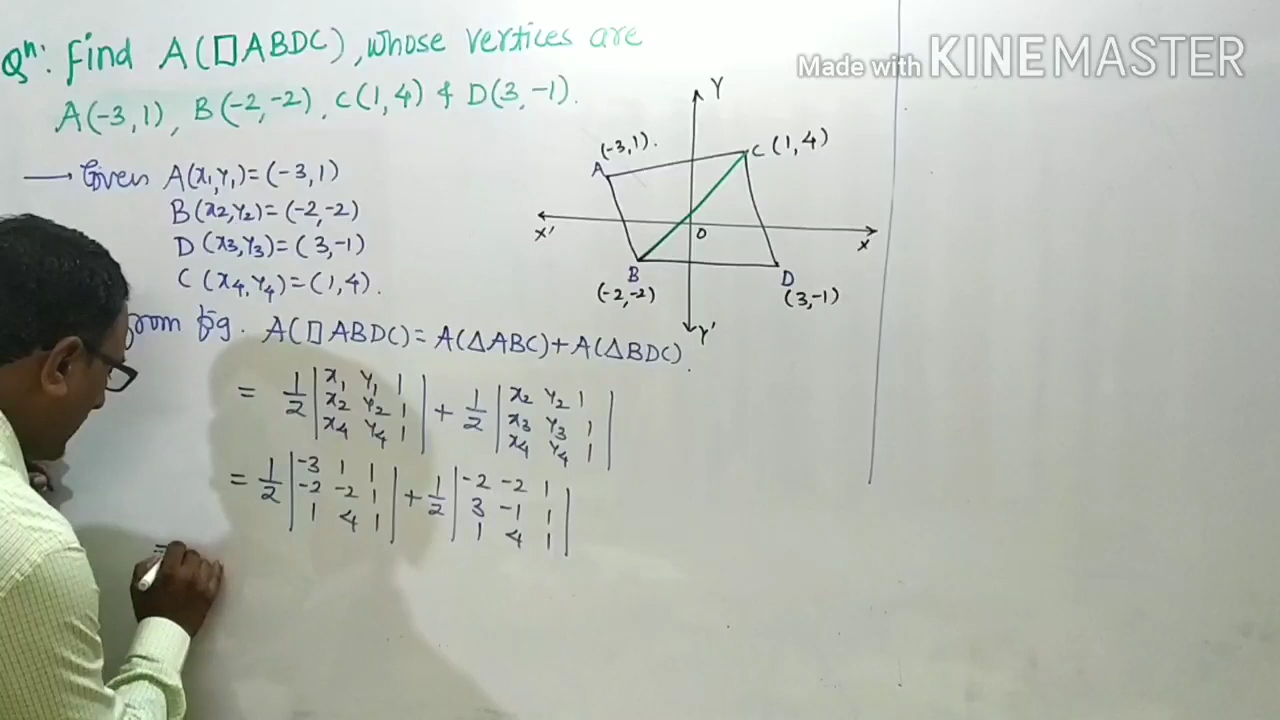 Qn: Find A(□ABDC), whose vertices are
A(-3,1), B(-2,-2), C(1,4) & D(3,-1).
Made with KINEMASTER
→ Given A(x1,Y1)=(-3,1)
B(x2,Y2)=(-2,-2)
D(x3,Y3)=(3,-1)
C(x4,Y4)=(1,4).
Y
(-3,1).
A
C(1,4)
X'
O
X
B
(-2,-2)
D
(3,-1)
Y'
rom fig. A(□ABDC)=A(△ABC)+A(△BDC).
= 1/2 |x1 Y1 1| + 1/2 |x2 Y2 1|
|x2 Y2 1| |x3 Y3 1|
|x4 Y4 1| |x4 Y4 1|
= 1/2 |-3 1 1| + 1/2 |-2 -2 1|
|-2 -2 1| |3 -1 1|
|1 4 1| |1 4 1|
=